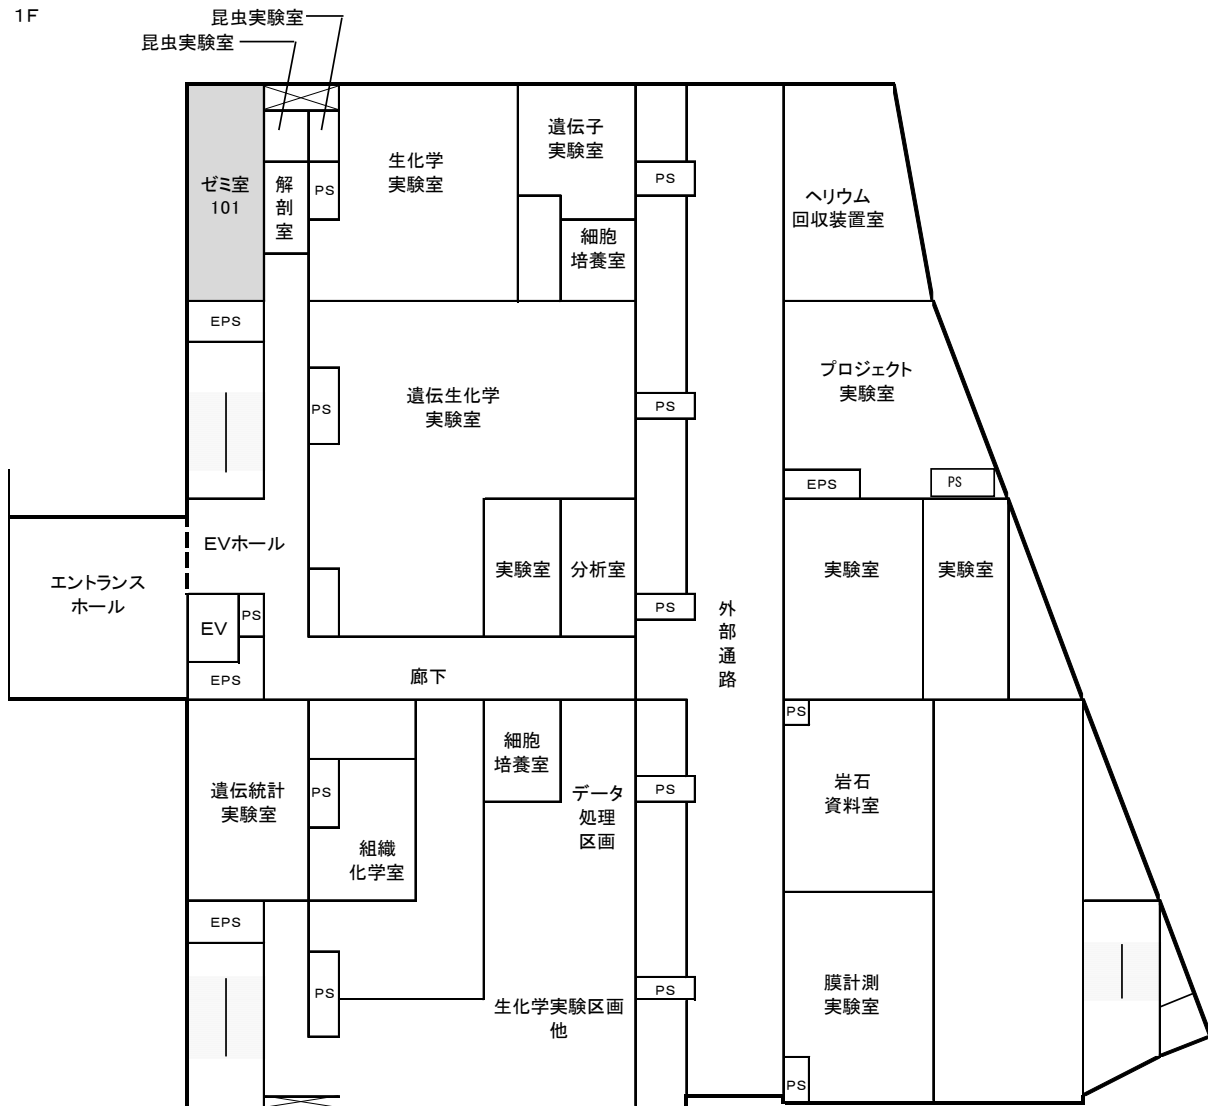 1F
昆虫実験室
昆虫実験室
ゼミ室
101
解
剖
室
PS
生化学
実験室
遺伝子
実験室
細胞
培養室
PS
ヘリウム
回収装置室
EPS
PS
遺伝生化学
実験室
PS
プロジェクト
実験室
EPS
PS
エントランス
ホール
EVホール
実験室
分析室
実験室
実験室
EV
PS
PS
外
部
通
路
EPS
廊下
遺伝統計
実験室
PS
組織
化学室
細胞
培養室
データ
処理
区画
PS
PS
岩石
資料室
EPS
PS
生化学実験区画
他
PS
膜計測
実験室
PS